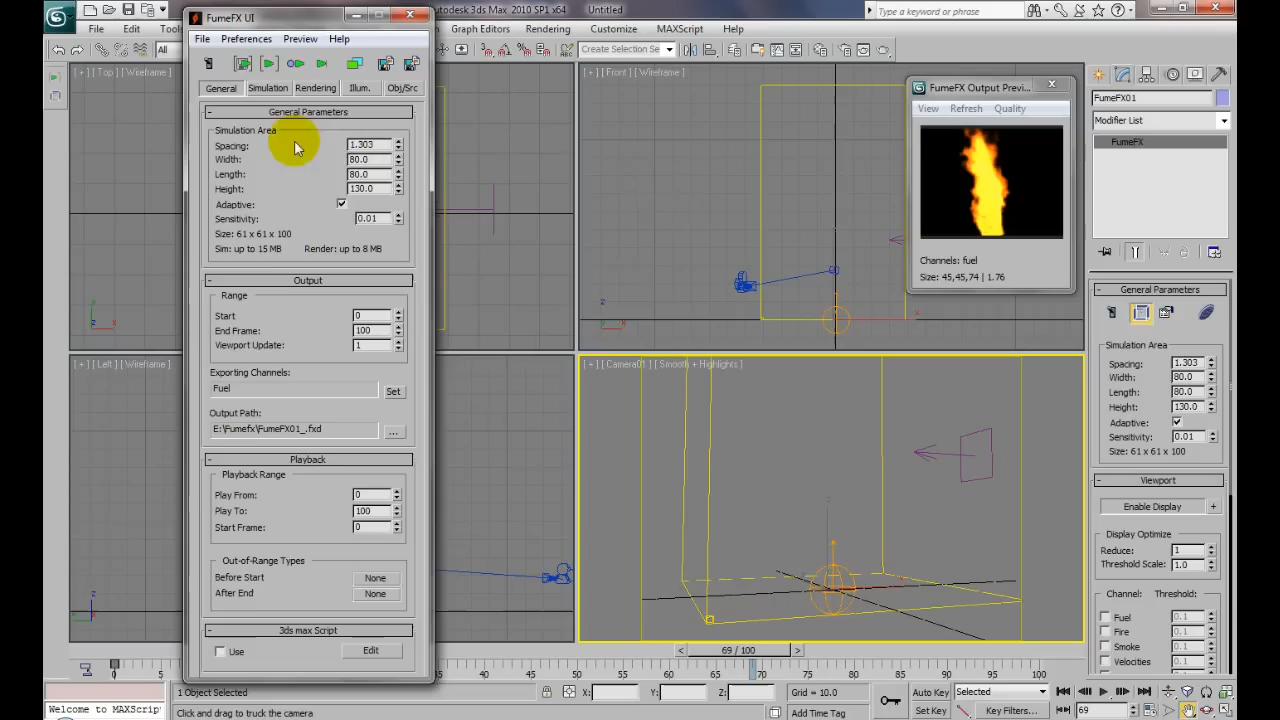 FumeFX UI
Autodesk 3ds Max 2010 SP1 x64
Untitled
Type a keyword or phrase
File
Preferences
Preview
Help
File
Edit
Graph Editors
Rendering
Customize
MAXScript
Help
All
Create Selection Se
General
Simulation
Rendering
Illum.
Obj/Src
General Parameters
Simulation Area
Spacing: 1.303
Width: 80.0
Length: 80.0
Height: 130.0
Adaptive:
Sensitivity: 0.01
Size: 61 x 61 x 100
Sim: up to 15 MB
Render: up to 8 MB
Output
Range
Start 0
End Frame: 100
Viewport Update: 1
Exporting Channels:
Fuel
Set
Output Path:
E:\Fumefx\FumeFX01_.fxd
...
Playback
Playback Range
Play From: 0
Play To: 100
Start Frame: 0
Out-of-Range Types
Before Start None
After End None
3ds max Script
Use
Edit
[ + ] [ Top ] [ Wireframe ]
[ + ] [ Front ] [ Wireframe ]
[ + ] [ Left ] [ Wireframe ]
[ + ] [ Camera01 ] [ Smooth + Highlights ]
FumeFX Output Previ...
View
Refresh
Quality
Channels: fuel
Size: 45,45,74 | 1.76
FumeFX01
Modifier List
FumeFX
General Parameters
Simulation Area
Spacing: 1.303
Width: 80.0
Length: 80.0
Height: 130.0
Adaptive:
Sensitivity: 0.01
Size: 61 x 61 x 100
Viewport
Enable Display +
Display Optimize
Reduce: 1
Threshold Scale: 1.0
Channel: Threshold:
Fuel 0.1
Fire 0.1
Smoke 0.1
Velocities 0.1
< 69 / 100 >
0 5 35 40 45 50 55 60 65 70 75 80 85 90 95 100
1 Object Selected
X:
Y:
Z:
Grid = 10.0
Auto Key
Selected
Welcome to MAXScrip
Click and drag to truck the camera
Add Time Tag
Set Key
Key Filters...
69